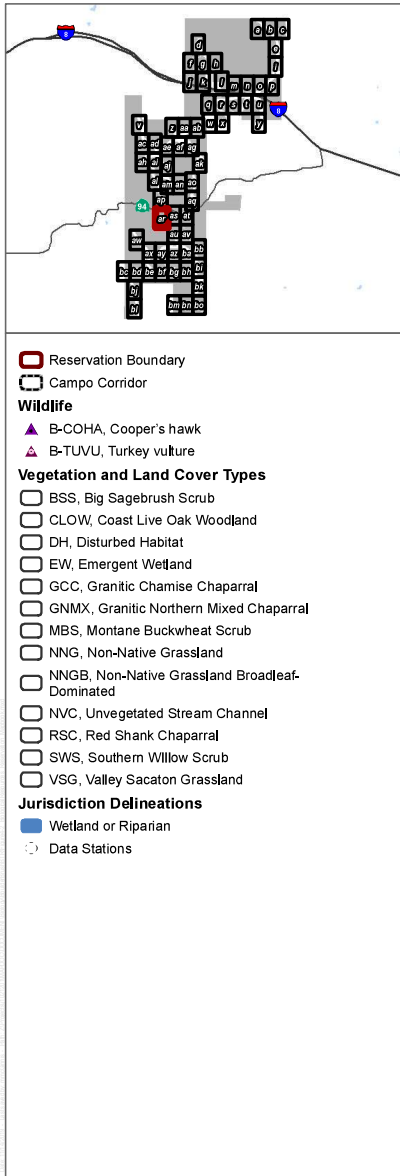 8
a b c
d
o
f g h
i
j k l m n o p
q r s t u
8
v z aa ab w x y
ac ad ae af ag
ah ai aj ak
al am an ao
ap aq
94 ar as at
au av
aw
ax ay az ba bb
bc bd be bf bg bh bi
bj bk
bl bm bn bo
Reservation Boundary
Campo Corridor
Wildlife
B-COHA, Cooper's hawk
B-TUVU, Turkey vulture
Vegetation and Land Cover Types
BSS, Big Sagebrush Scrub
CLOW, Coast Live Oak Woodland
DH, Disturbed Habitat
EW, Emergent Wetland
GCC, Granitic Chamise Chaparral
GNMX, Granitic Northern Mixed Chaparral
MBS, Montane Buckwheat Scrub
NNG, Non-Native Grassland
NNGB, Non-Native Grassland Broadleaf-
Dominated
NVC, Unvegetated Stream Channel
RSC, Red Shank Chaparral
SWS, Southern Willow Scrub
VSG, Valley Sacaton Grassland
Jurisdiction Delineations
Wetland or Riparian
Data Stations